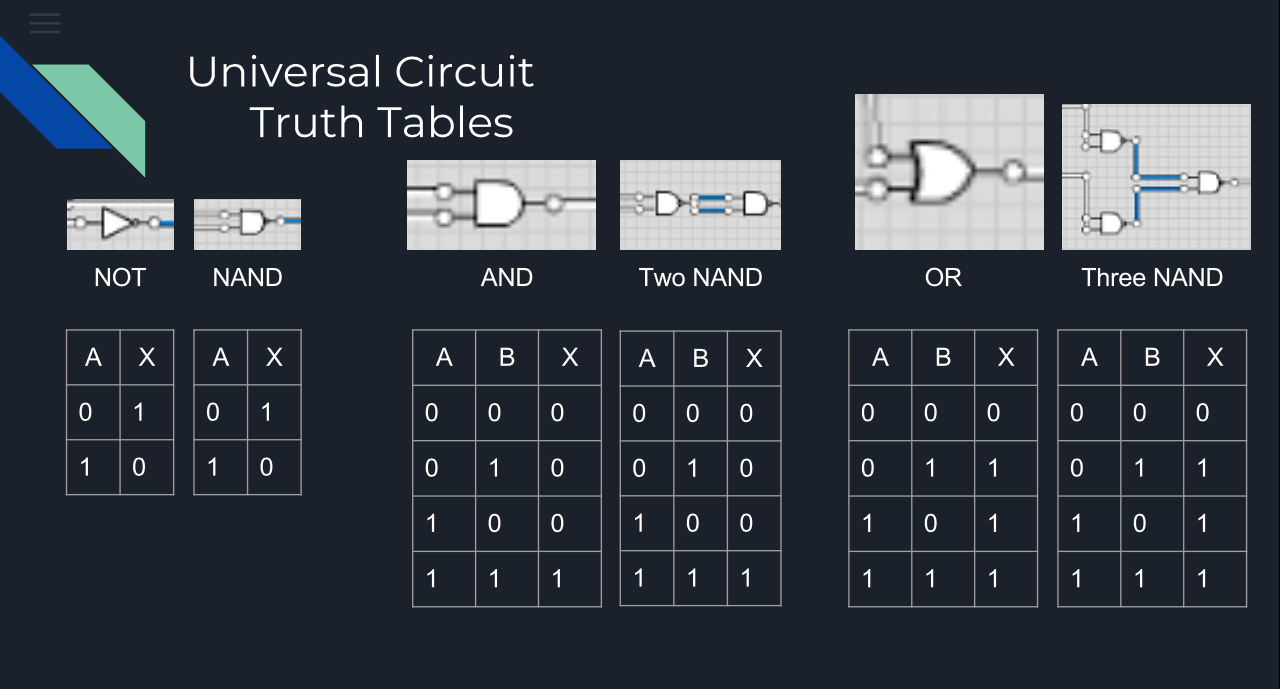 Universal Circuit
Truth Tables
NOT
NAND
AND
Two NAND
OR
Three NAND
A X
0 1
1 0
A X
0 1
1 0
A B X
0 0 0
0 1 0
1 0 0
1 1 1
A B X
0 0 0
0 1 0
1 0 0
1 1 1
A B X
0 0 0
0 1 1
1 0 1
1 1 1
A B X
0 0 0
0 1 1
1 0 1
1 1 1